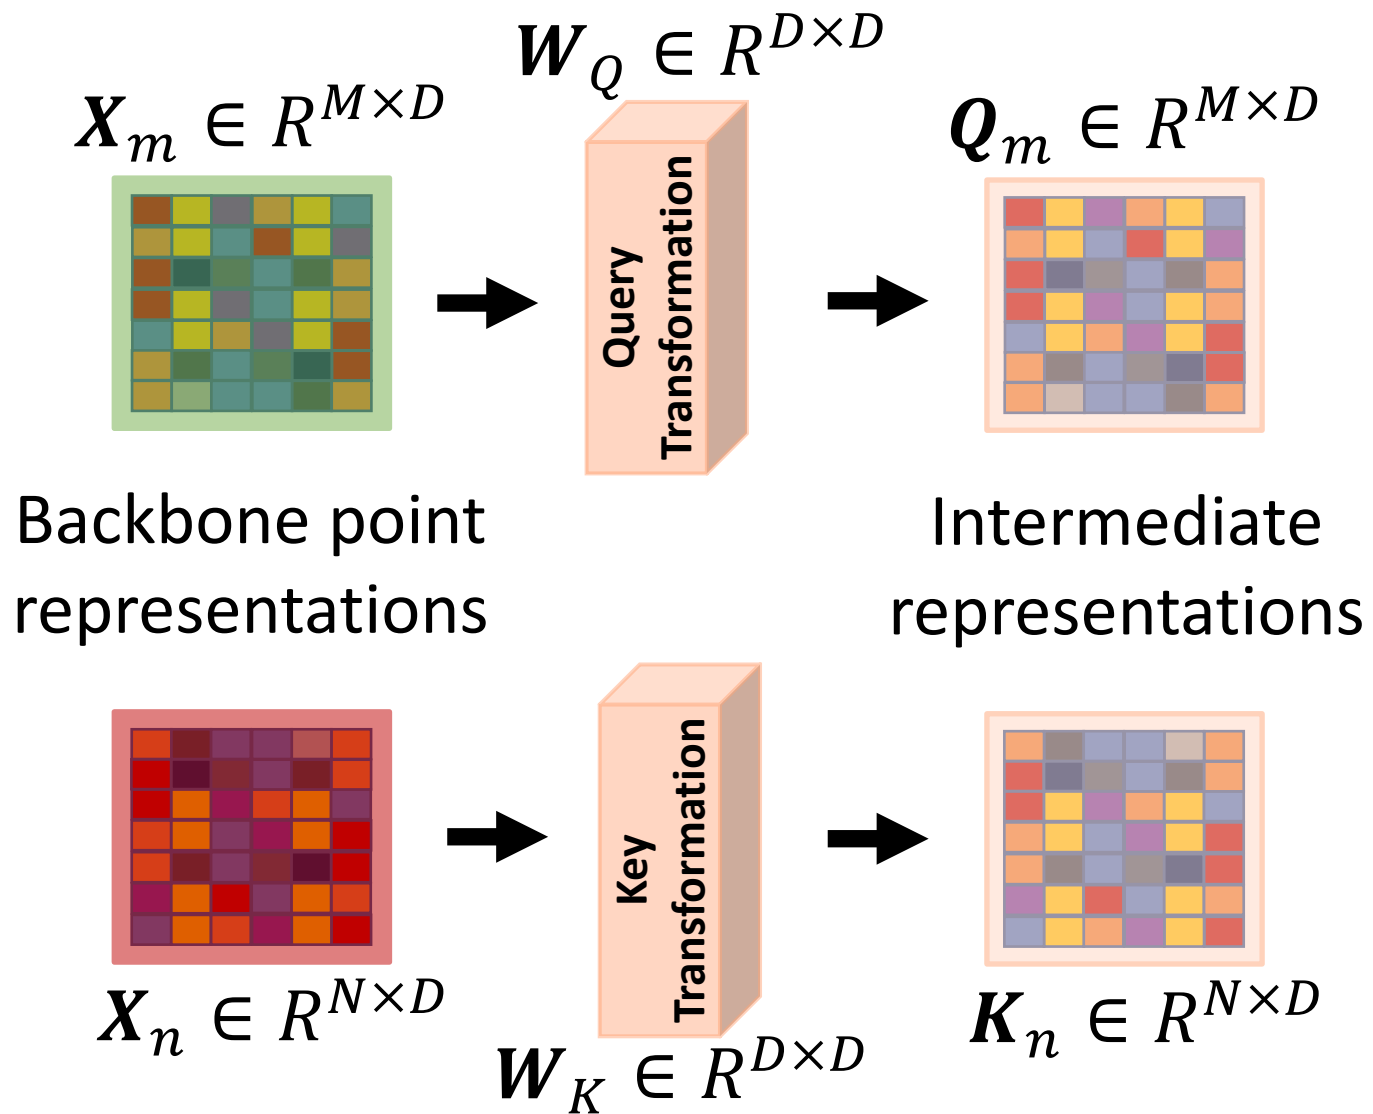 W_Q ∈ R^{D×D}
X_m ∈ R^{M×D}
Q_m ∈ R^{M×D}
Query
Transformation
Backbone point
representations
Intermediate
representations
Key
Transformation
X_n ∈ R^{N×D}
K_n ∈ R^{N×D}
W_K ∈ R^{D×D}